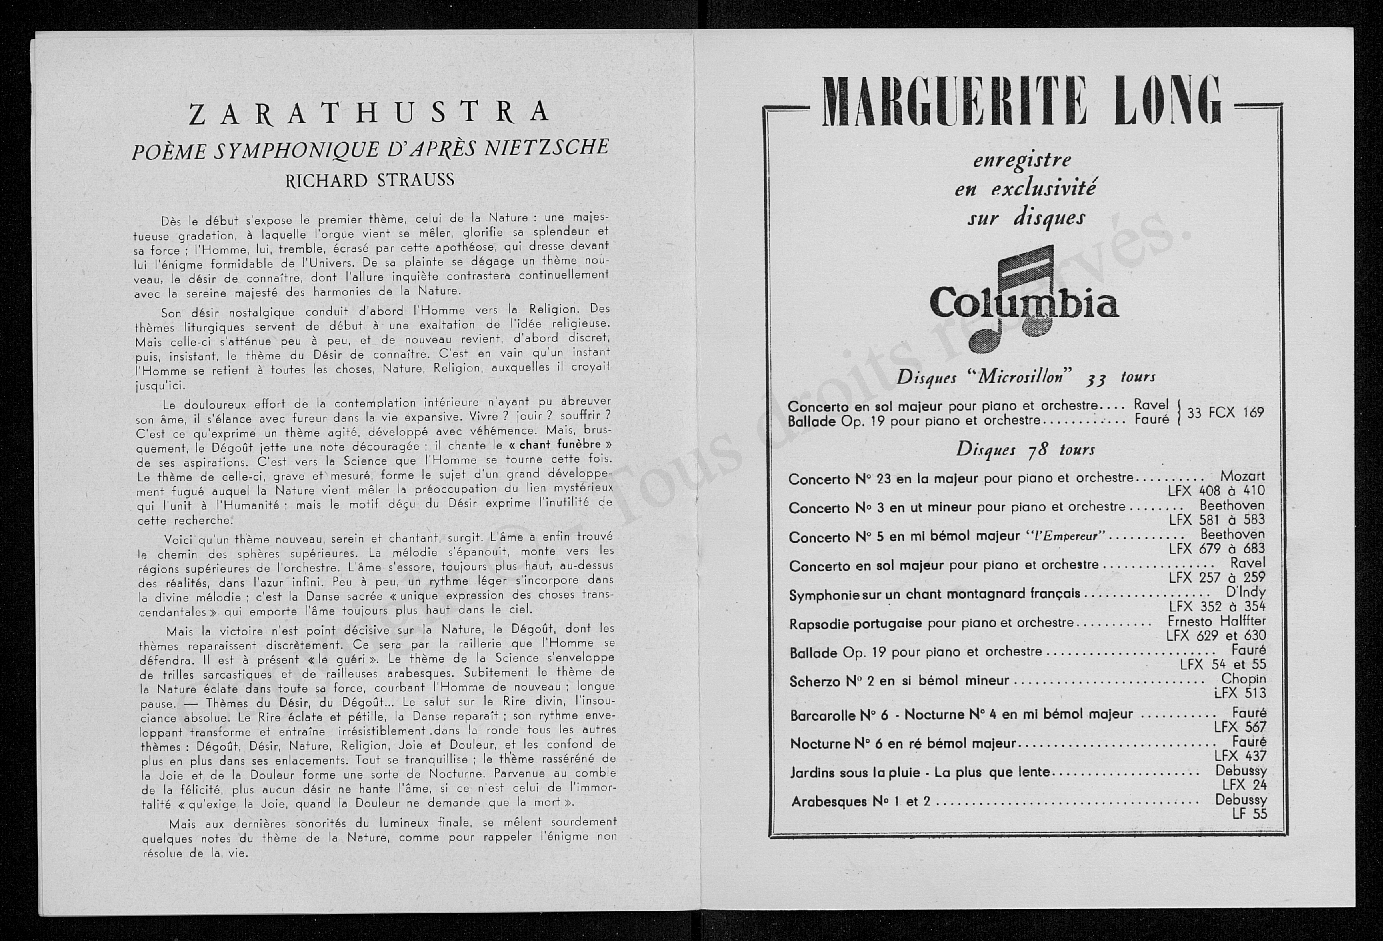 ZARATHUSTRA
POÈME SYMPHONIQUE D'APRÈS NIETZSCHE
RICHARD STRAUSS
Dès le début s'expose le premier thème, celui de la Nature : une majes-
tueuse gradation, à laquelle l'orgue vient se mêler, glorifie sa splendeur et
sa force ; l'Homme, lui, tremble, écrasé par cette apothéose, qui dresse devant
lui l'énigme formidable de l'Univers. De sa plainte se dégage un thème nou-
veau, le désir de connaître, dont l'allure inquiète contrastera continuellement
avec la sereine majesté des harmonies de la Nature.
Son désir nostalgique conduit d'abord l'Homme vers la Religion. Des
thèmes liturgiques servent de début à une exaltation de l'idée religieuse.
Mais celle-ci s'atténue peu à peu, et de nouveau revient, d'abord discret,
puis, insistant, le thème du Désir de connaître. C'est en vain qu'un instant
l'Homme se retient à toutes les choses, Nature, Religion, auxquelles il croyait
jusqu'ici.
Le douloureux effort de la contemplation intérieure n'ayant pu abreuver
son âme, il s'élance avec fureur dans la vie expansive. Vivre ? jouir ? souffrir ?
C'est ce qu'exprime un thème agité, développé avec véhémence. Mais, brus-
quement, le Dégoût jette une note découragée : il chante le « chant funèbre »
de ses aspirations. C'est vers la Science que l'Homme se tourne cette fois.
Le thème de celle-ci, grave et mesuré, forme le sujet d'un grand développe-
ment fugué auquel la Nature vient mêler la préoccupation du lien mystérieux
qui l'unit à l'Humanité : mais le motif déçu du Désir exprime l'inutilité de
cette recherche.
Voici qu'un thème nouveau, serein et chantant, surgit. L'âme a enfin trouvé
le chemin des sphères supérieures. La mélodie s'épanouit, monte vers les
régions supérieures de l'orchestre. L'âme s'essore, toujours plus haut, au-dessus
des réalités, dans l'azur infini. Peu à peu, un rythme léger s'incorpore dans
la divine mélodie ; c'est la Danse sacrée « unique expression des choses trans-
cendantales » qui emporte l'âme toujours plus haut dans le ciel.
Mais la victoire n'est point décisive sur la Nature, le Dégoût, dont les
thèmes reparaissent discrètement. Ce sera par la raillerie que l'Homme se
défendra. Il est à présent « le guéri ». Le thème de la Science s'enveloppe
de trilles sarcastiques et de railleuses arabesques. Subitement le thème de
la Nature éclate dans toute sa force, courbant l'Homme de nouveau ; longue
pause. — Thèmes du Désir, du Dégoût... Le salut sur le Rire divin, l'insou-
ciance absolue. Le Rire éclate et pétille, la Danse reparaît ; son rythme enve-
loppant transforme et entraîne irrésistiblement dans la ronde tous les autres
thèmes : Dégoût, Désir, Nature, Religion, Joie et Douleur, et les confond de
plus en plus dans ses enlacements. Tout se tranquillise ; le thème rasséréné de
la Joie et de la Douleur forme une sorte de Nocturne. Parvenue au comble
de la félicité, plus aucun désir ne hante l'âme, si ce n'est celui de l'immor-
talité « qu'exige la Joie, quand la Douleur ne demande que la mort ».
Mais aux dernières sonorités du lumineux finale, se mêlent sourdement
quelques notes du thème de la Nature, comme pour rappeler l'énigme non
résolue de la vie.
MARGUERITE LONG
enregistre
en exclusivité
sur disques
Columbia
Disques "Microsillon" 33 tours
Concerto en sol majeur pour piano et orchestre.... Ravel } 33 FCX 169
Ballade Op. 19 pour piano et orchestre........... Fauré
Disques 78 tours
Concerto N° 23 en la majeur pour piano et orchestre.......... Mozart
LFX 408 à 410
Concerto N° 3 en ut mineur pour piano et orchestre........ Beethoven
LFX 581 à 583
Concerto N° 5 en mi bémol majeur "l'Empereur"........... Beethoven
LFX 679 à 683
Concerto en sol majeur pour piano et orchestre................ Ravel
LFX 257 à 259
Symphonie sur un chant montagnard français.................. D'Indy
LFX 352 à 354
Rapsodie portugaise pour piano et orchestre........... Ernesto Halffter
LFX 629 et 630
Ballade Op. 19 pour piano et orchestre........................ Fauré
LFX 54 et 55
Scherzo N° 2 en si bémol mineur........................... Chopin
LFX 513
Barcarolle N° 6 - Nocturne N° 4 en mi bémol majeur ........... Fauré
LFX 567
Nocturne N° 6 en ré bémol majeur............................ Fauré
LFX 437
Jardins sous la pluie - La plus que lente..................... Debussy
LFX 24
Arabesques N° 1 et 2 ...................................... Debussy
LF 55
Tous droits réservés.